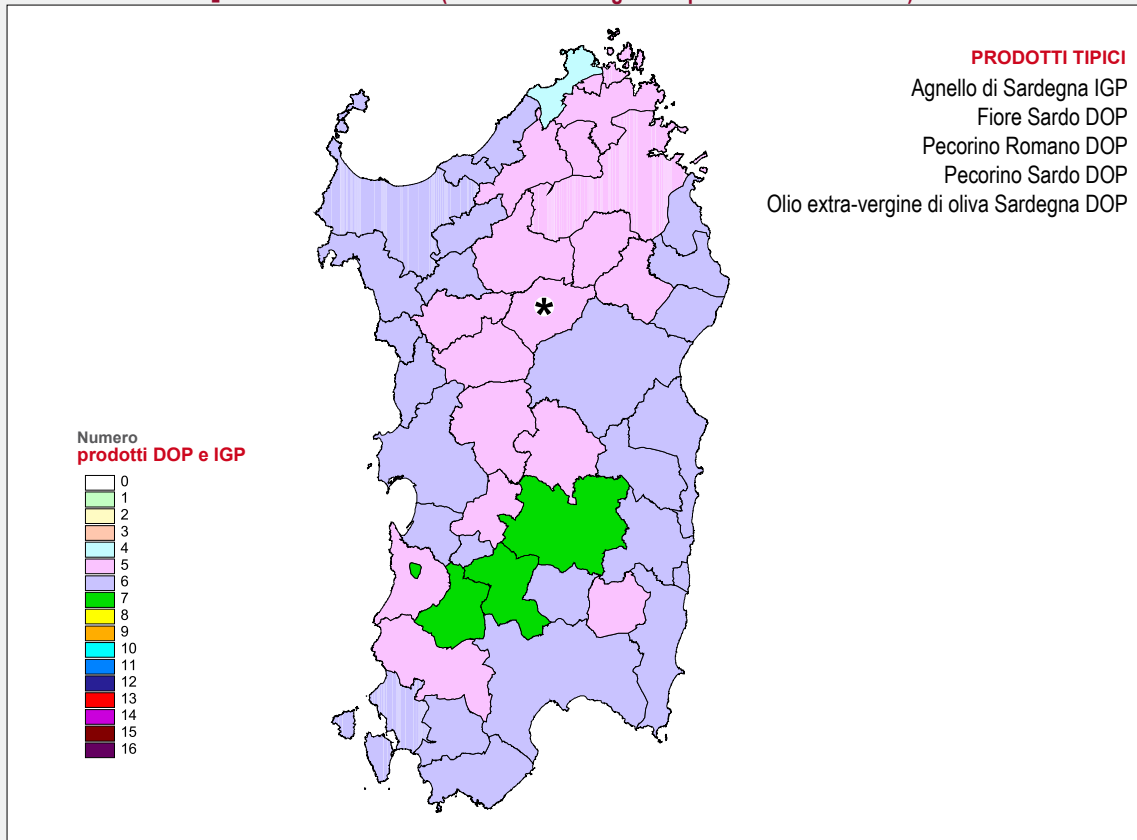 PRODOTTI TIPICI
Agnello di Sardegna IGP
Fiore Sardo DOP
Pecorino Romano DOP
Pecorino Sardo DOP
Olio extra-vergine di oliva Sardegna DOP
*
Numero
prodotti DOP e IGP
0
1
2
3
4
5
6
7
8
9
10
11
12
13
14
15
16